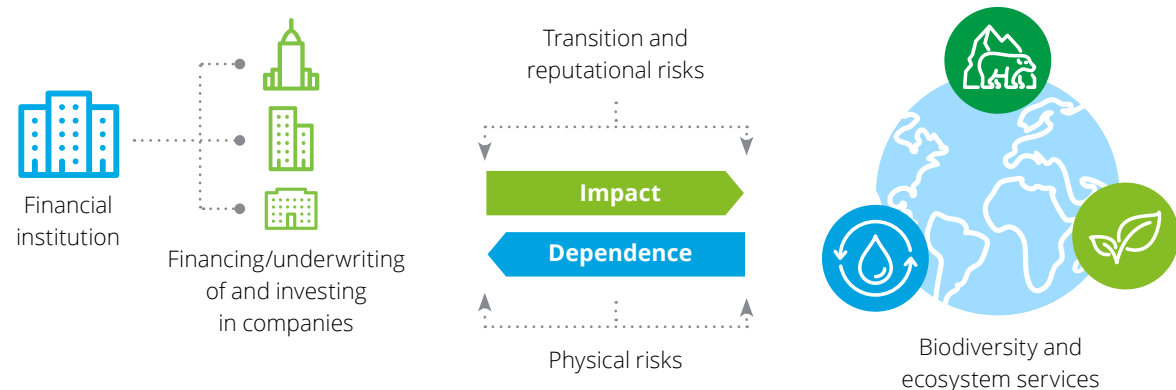 Financial
institution
Financing/underwriting
of and investing
in companies
Transition and
reputational risks
Impact
Dependence
Physical risks
Biodiversity and
ecosystem services